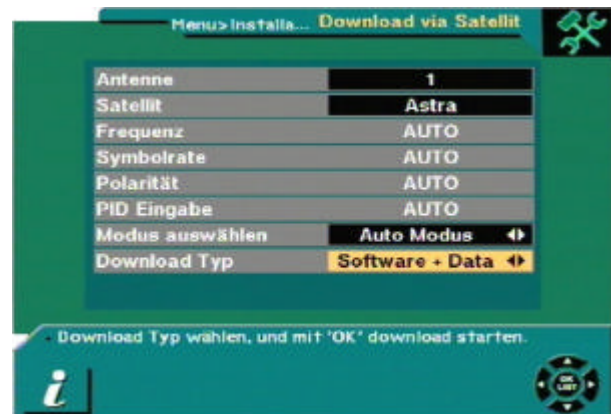 Menu>Installa... Download via Satellit
Antenne 1
Satellit Astra
Frequenz AUTO
Symbolrate AUTO
Polarität AUTO
PID Eingabe AUTO
Modus auswählen Auto Modus
Download Typ Software + Data
Download Typ wählen, und mit 'OK' download starten.
i
OK
LIST